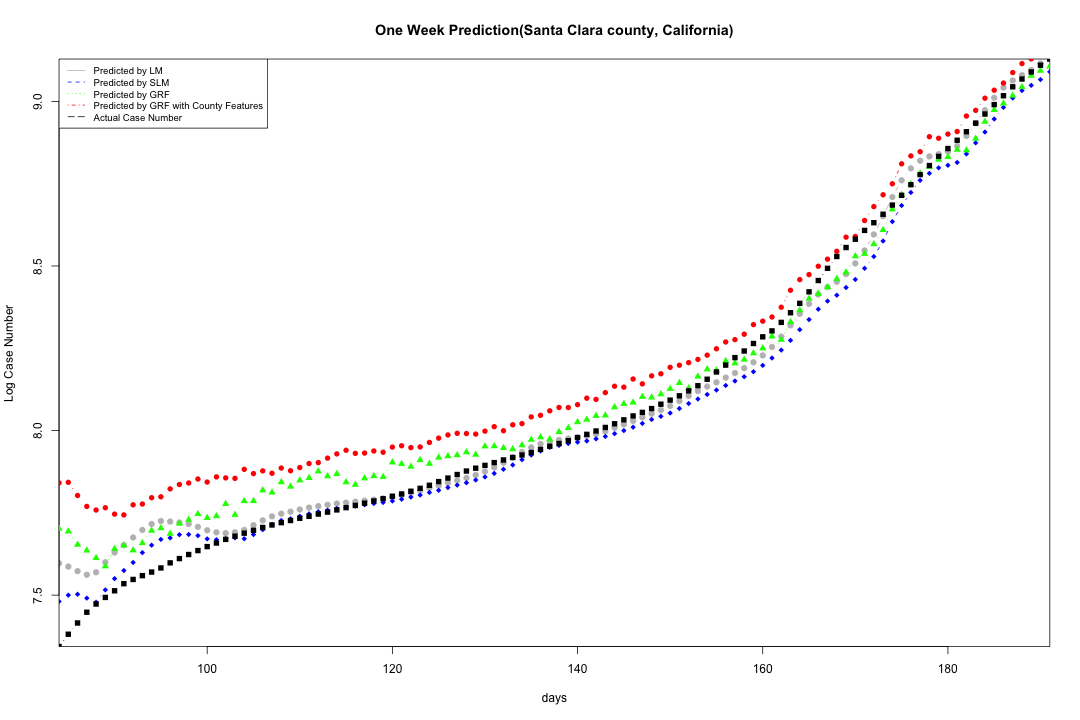 One Week Prediction(Santa Clara county, California)
Predicted by LM
Predicted by SLM
Predicted by GRF
Predicted by GRF with County Features
Actual Case Number
9.0
8.5
8.0
7.5
Log Case Number
100 120 140 160 180
days